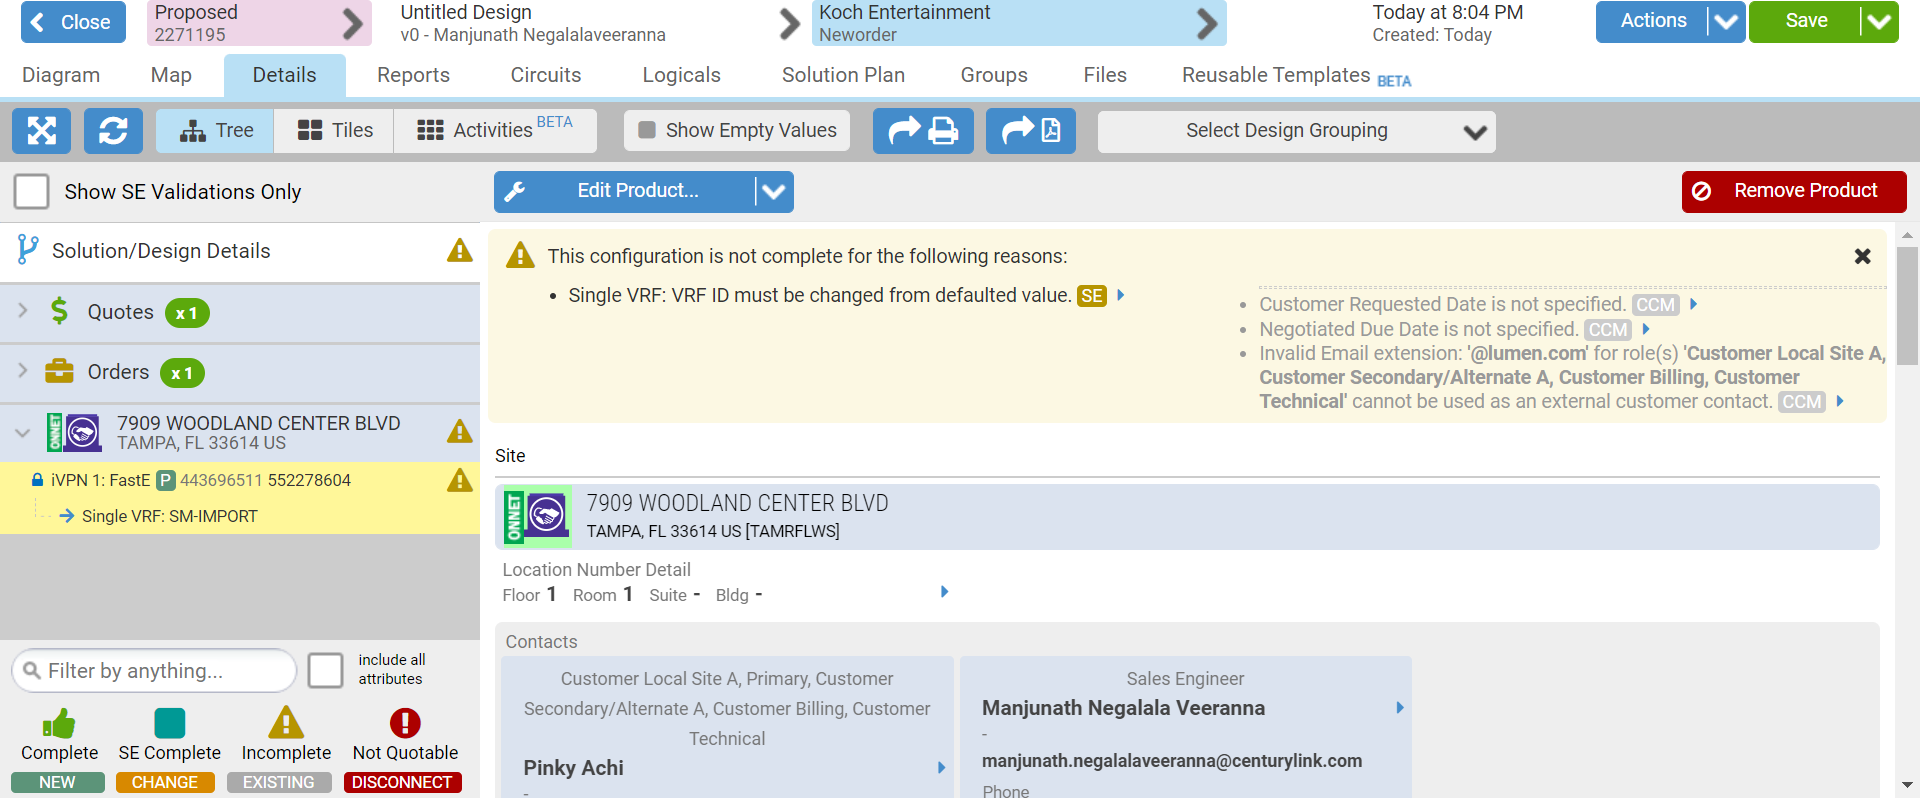 Close
Proposed
2271195
Untitled Design
v0 - Manjunath Negalalaveeranna
Koch Entertainment
Neworder
Today at 8:04 PM
Created: Today
Actions
Save
Diagram
Map
Details
Reports
Circuits
Logicals
Solution Plan
Groups
Files
Reusable Templates BETA
Tree
Tiles
Activities BETA
Show Empty Values
Select Design Grouping
Show SE Validations Only
Edit Product...
Remove Product
Solution/Design Details
Quotes x 1
Orders x 1
ONNET
7909 WOODLAND CENTER BLVD
TAMPA, FL 33614 US
iVPN 1: FastE P 443696511 552278604
Single VRF: SM-IMPORT
Filter by anything...
include all
attributes
Complete
SE Complete
Incomplete
Not Quotable
NEW
CHANGE
EXISTING
DISCONNECT
This configuration is not complete for the following reasons:
• Single VRF: VRF ID must be changed from defaulted value. SE
• Customer Requested Date is not specified. CCM
• Negotiated Due Date is not specified. CCM
• Invalid Email extension: '@lumen.com' for role(s) 'Customer Local Site A,
Customer Secondary/Alternate A, Customer Billing, Customer
Technical' cannot be used as an external customer contact. CCM
Site
ONNET
7909 WOODLAND CENTER BLVD
TAMPA, FL 33614 US [TAMRFLWS]
Location Number Detail
Floor 1 Room 1 Suite - Bldg -
Contacts
Customer Local Site A, Primary, Customer
Secondary/Alternate A, Customer Billing, Customer
Technical
Pinky Achi
-
Sales Engineer
Manjunath Negalala Veeranna
-
manjunath.negalalaveeranna@centurylink.com
Phone